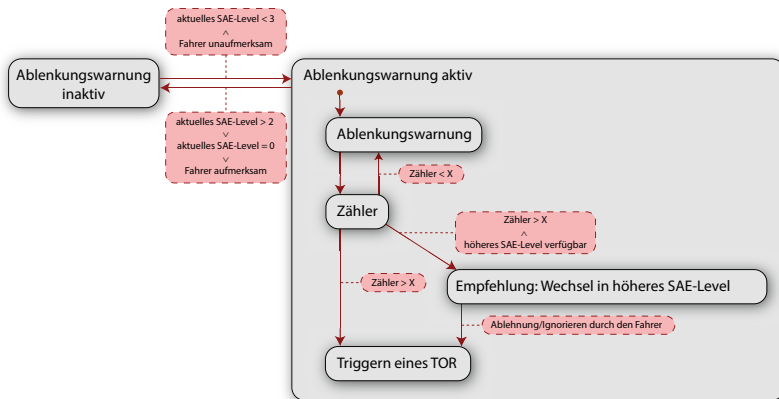 aktuelles SAE-Level < 3
∧
Fahrer unaufmerksam
Ablenkungswarnung
inaktiv
Ablenkungswarnung aktiv
aktuelles SAE-Level > 2
∨
aktuelles SAE-Level = 0
∨
Fahrer aufmerksam
Ablenkungswarnung
Zähler < X
Zähler
Zähler > X
∧
höheres SAE-Level verfügbar
Zähler > X
Empfehlung: Wechsel in höheres SAE-Level
Ablehnung/Ignorieren durch den Fahrer
Triggern eines TOR